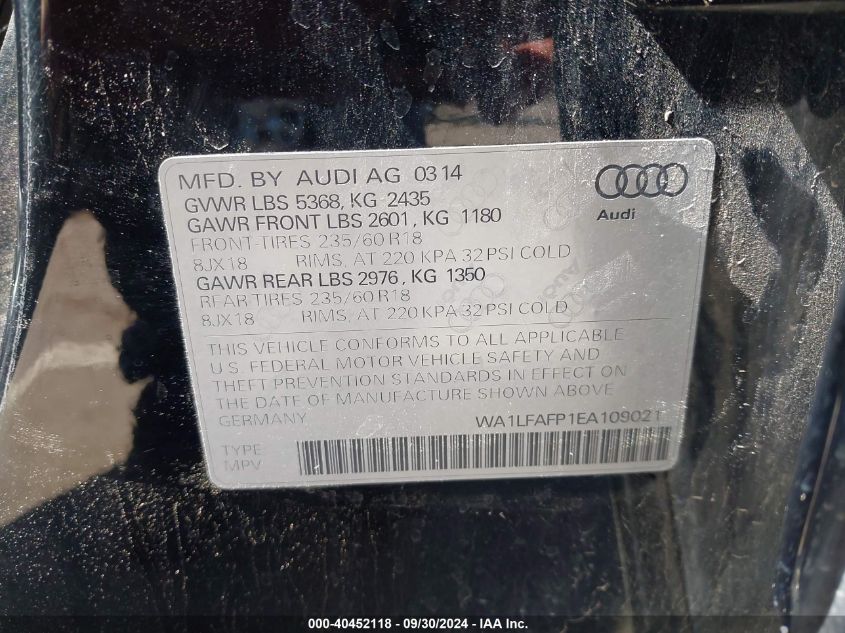 MFD. BY AUDI AG 0314
GVWR LBS 5368, KG 2435
GAWR FRONT LBS 2601, KG 1180
FRONT-TIRES 235/60 R18
8JX18 RIMS, AT 220 KPA 32 PSI COLD
GAWR REAR LBS 2976, KG 1350
REAR-TIRES 235/60 R18
8JX18 RIMS, AT 220 KPA 32 PSI COLD
Audi
THIS VEHICLE CONFORMS TO ALL APPLICABLE
U.S. FEDERAL MOTOR VEHICLE SAFETY AND
THEFT PREVENTION STANDARDS IN EFFECT ON
THE DATE OF MANUFACTURE SHOWN ABOVE
GERMANY WA1LFAFP1EA109021
TYPE
MPV
000-40452118 - 09/30/2024 - IAA Inc.